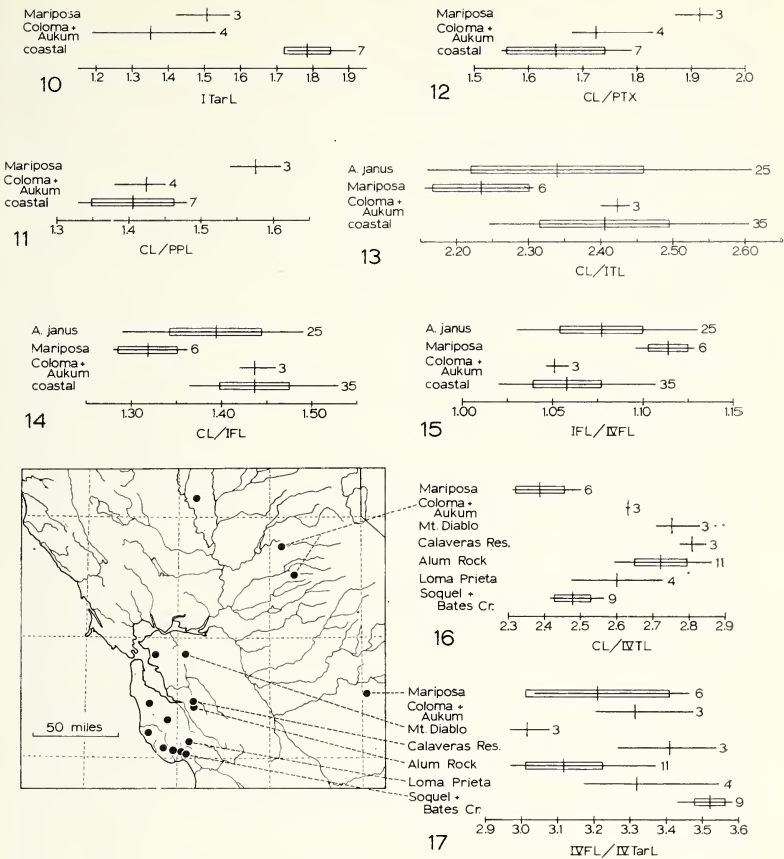 Mariposa 3
Coloma + Aukum 4
coastal 7
1.2 1.3 1.4 1.5 1.6 1.7 1.8 1.9
10
I TarL
Mariposa 3
Coloma + Aukum 4
coastal 7
1.5 1.6 1.7 1.8 1.9 2.0
12
CL/PTX
Mariposa 3
Coloma + Aukum 4
coastal 7
1.3 1.4 1.5 1.6
11
CL/PPL
A. janus 25
Mariposa 6
Coloma + Aukum 3
coastal 35
2.20 2.30 2.40 2.50 2.60
13
CL/ITL
A. janus 25
Mariposa 6
Coloma + Aukum 3
coastal 35
1.30 1.40 1.50
14
CL/IFL
A. janus 25
Mariposa 6
Coloma + Aukum 3
coastal 35
1.00 1.05 1.10 1.15
15
IFL/IVFL
50 miles
Mariposa 6
Coloma + Aukum 3
Mt. Diablo 3
Calaveras Res. 3
Alum Rock 11
Loma Prieta 4
Soquel + Bates Cr. 9
2.3 2.4 2.5 2.6 2.7 2.8 2.9
16
CL/IVTL
Mariposa 6
Coloma + Aukum 3
Mt. Diablo 3
Calaveras Res. 3
Alum Rock 11
Loma Prieta 4
Soquel + Bates Cr. 9
2.9 3.0 3.1 3.2 3.3 3.4 3.5 3.6
17
IVFL/IVTarL